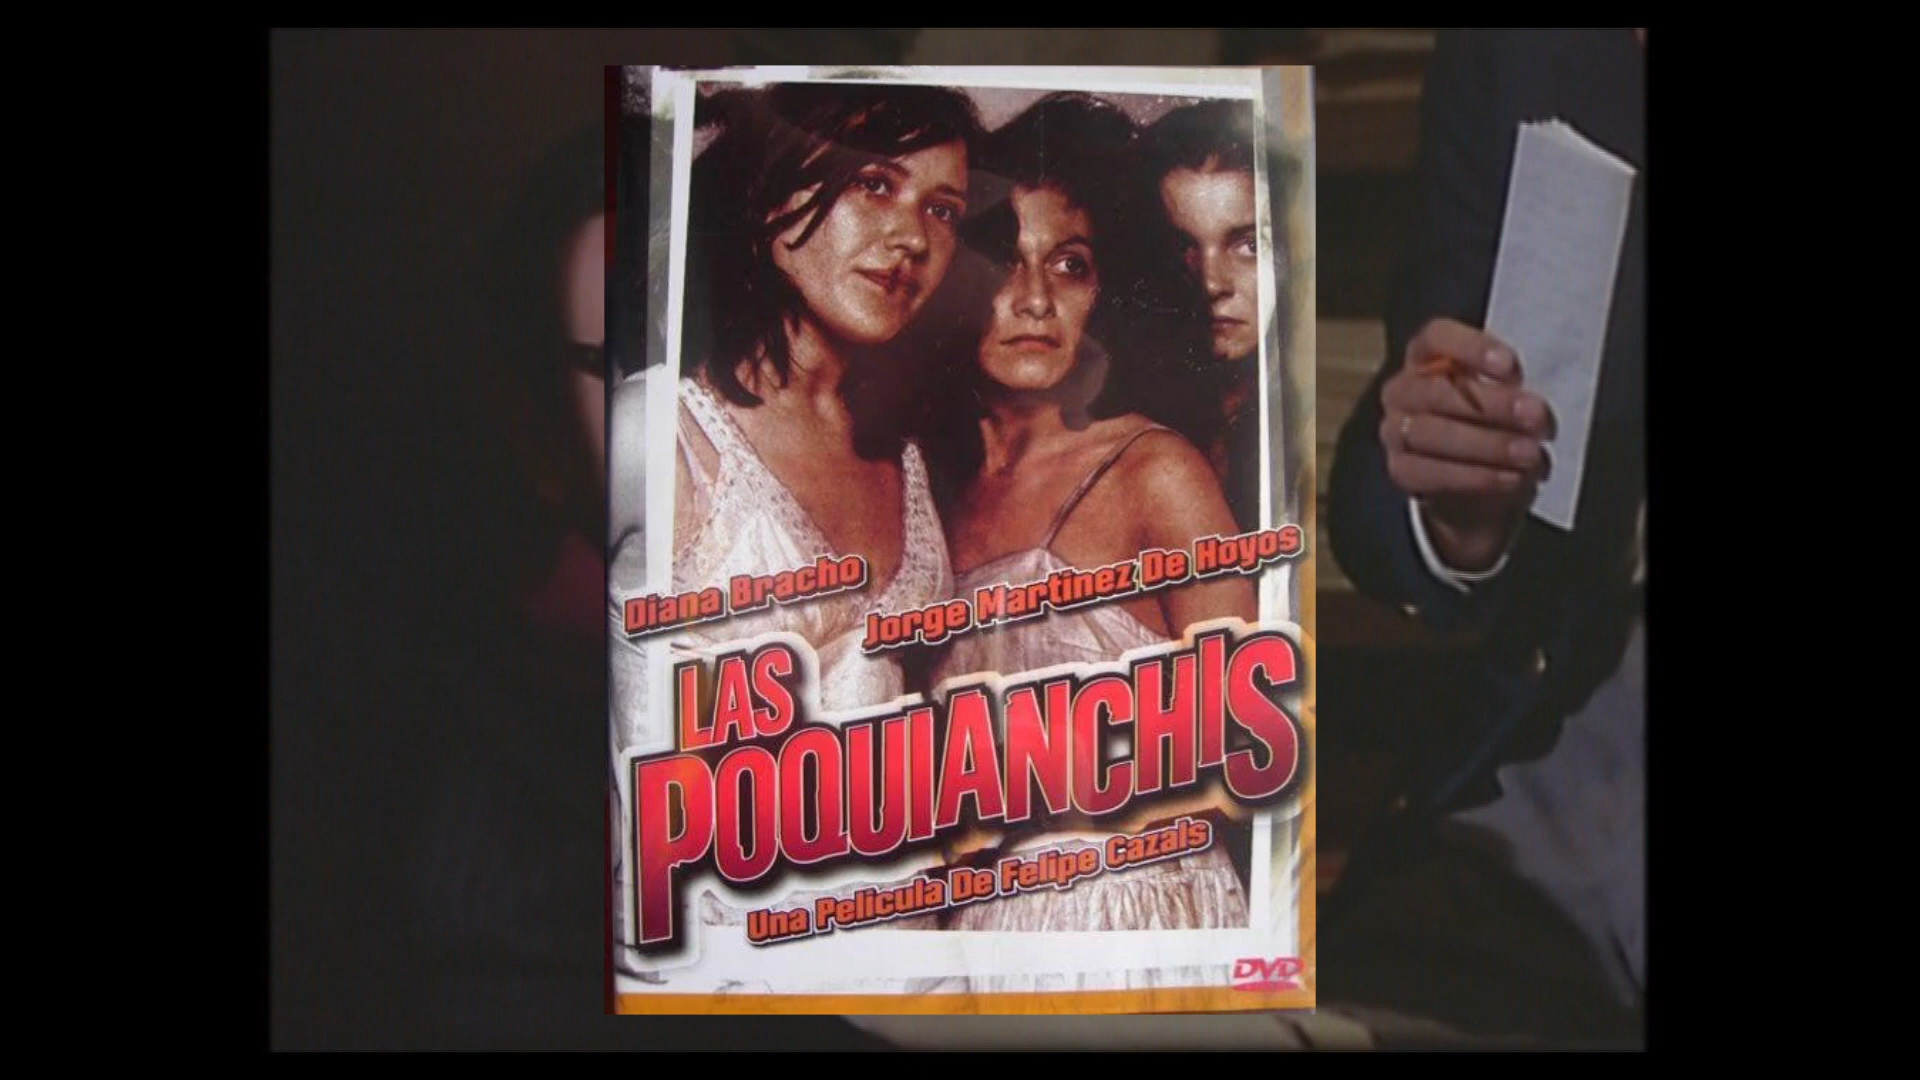 Diana Bracho
Jorge Martinez De Hoyos
LAS
POQUIANCHIS
Una Pelicula De Felipe Cazals
DVD